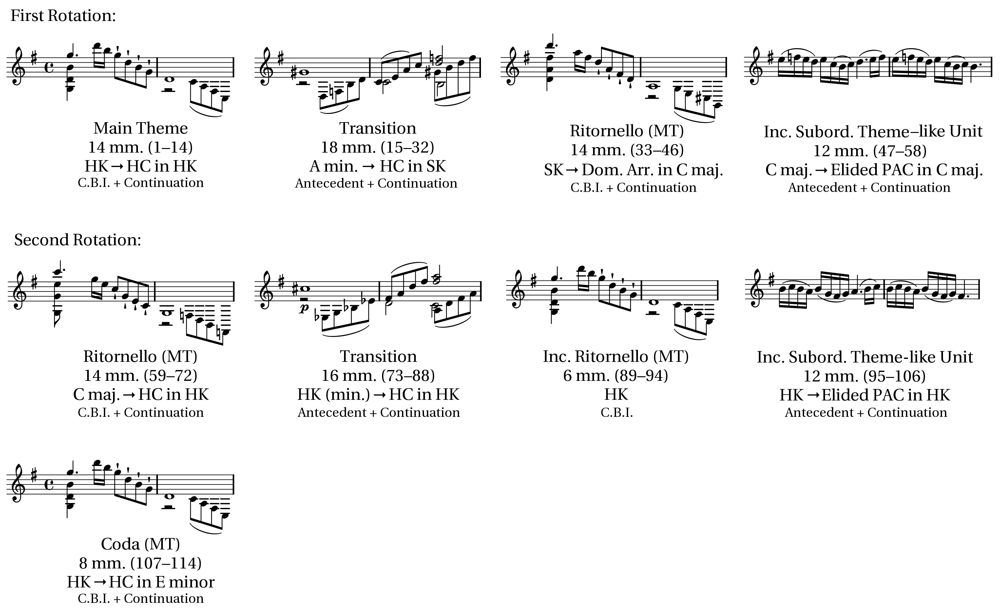 First Rotation:
Main Theme
14 mm. (1–14)
HK → HC in HK
C.B.I. + Continuation
Transition
18 mm. (15–32)
A min. → HC in SK
Antecedent + Continuation
Ritornello (MT)
14 mm. (33–46)
SK → Dom. Arr. in C maj.
C.B.I. + Continuation
Inc. Subord. Theme–like Unit
12 mm. (47–58)
C maj. → Elided PAC in C maj.
Antecedent + Continuation
Second Rotation:
Ritornello (MT)
14 mm. (59–72)
C maj. → HC in HK
C.B.I. + Continuation
p
Transition
16 mm. (73–88)
HK (min.) → HC in HK
Antecedent + Continuation
Inc. Ritornello (MT)
6 mm. (89–94)
HK
C.B.I.
Inc. Subord. Theme-like Unit
12 mm. (95–106)
HK → Elided PAC in HK
Antecedent + Continuation
Coda (MT)
8 mm. (107–114)
HK → HC in E minor
C.B.I. + Continuation